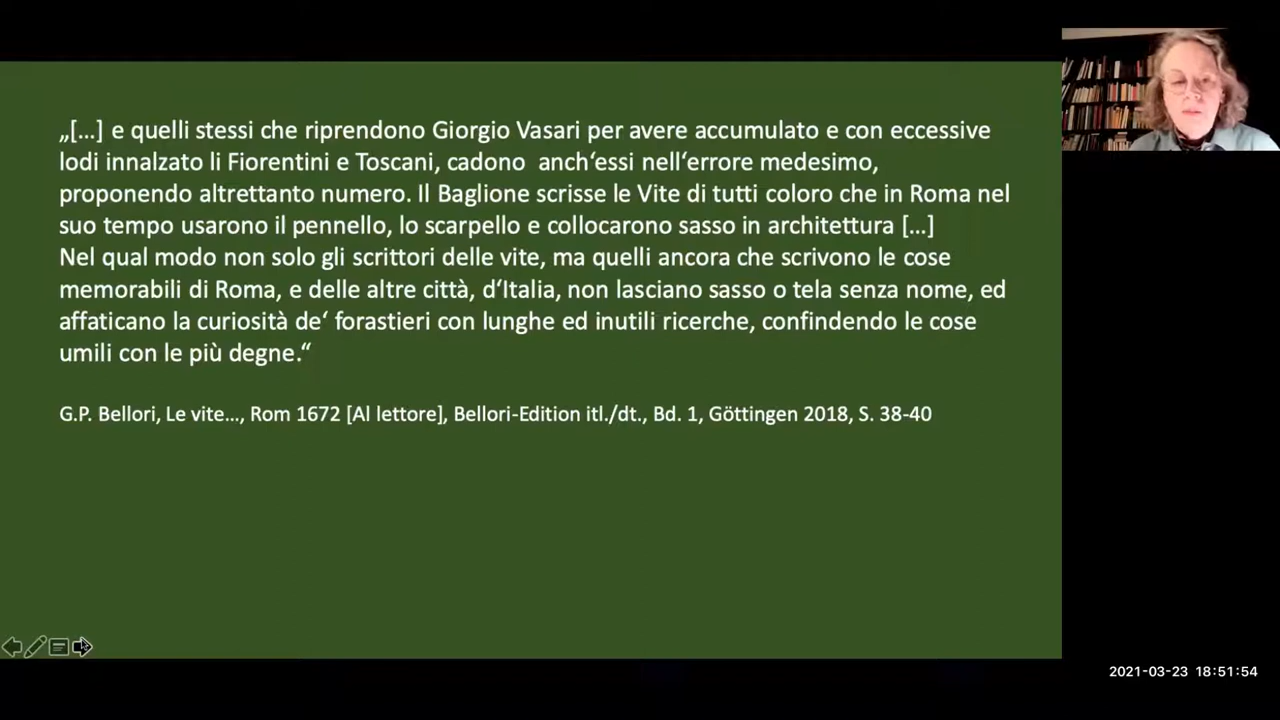 „[…] e quelli stessi che riprendono Giorgio Vasari per avere accumulato e con eccessive
lodi innalzato li Fiorentini e Toscani, cadono  anch‘essi nell‘errore medesimo,
proponendo altrettanto numero. Il Baglione scrisse le Vite di tutti coloro che in Roma nel
suo tempo usarono il pennello, lo scarpello e collocarono sasso in architettura […]
Nel qual modo non solo gli scrittori delle vite, ma quelli ancora che scrivono le cose
memorabili di Roma, e delle altre città, d‘Italia, non lasciano sasso o tela senza nome, ed
affaticano la curiosità de‘ forastieri con lunghe ed inutili ricerche, confindendo le cose
umili con le più degne.“
G.P. Bellori, Le vite…, Rom 1672 [Al lettore], Bellori-Edition itl./dt., Bd. 1, Göttingen 2018, S. 38-40
2021-03-23 18:51:54